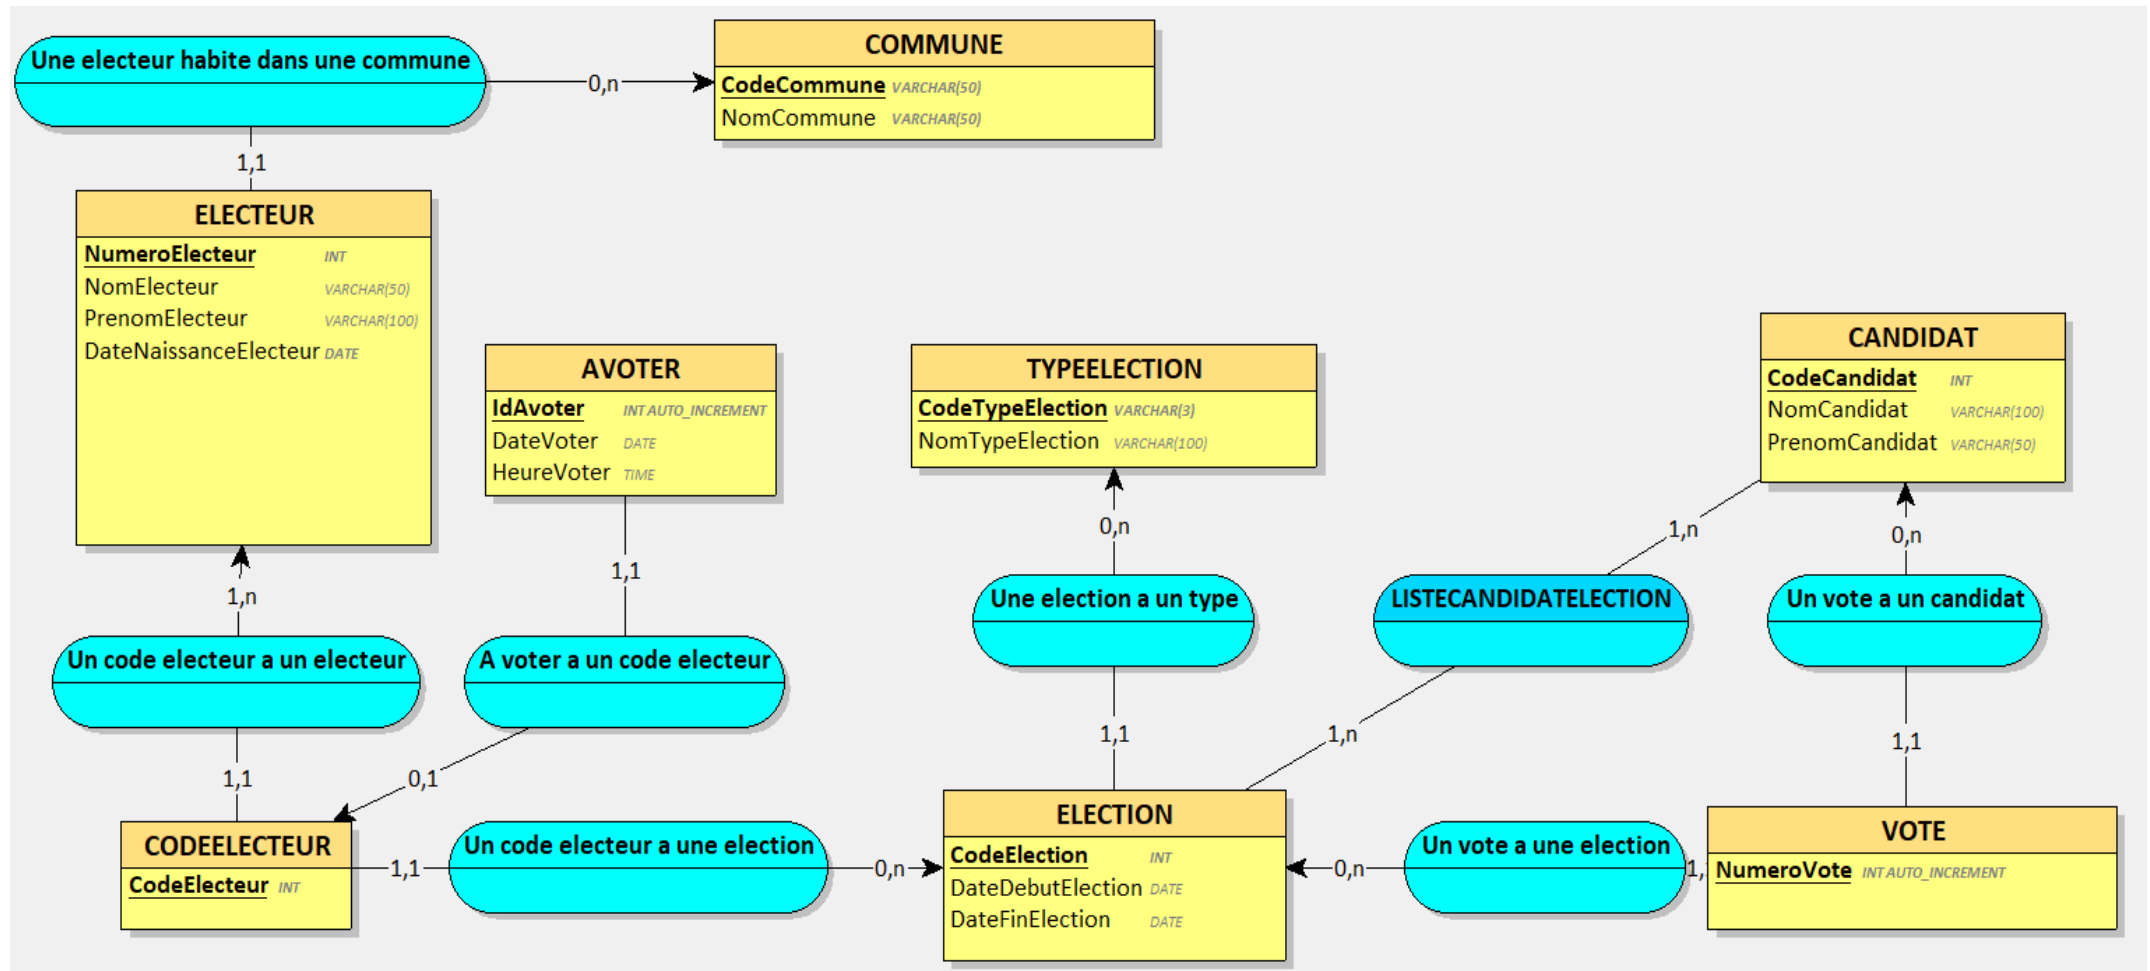 COMMUNE
Une electeur habite dans une commune
0,n
CodeCommune VARCHAR(50)
NomCommune VARCHAR(50)
1,1
ELECTEUR
NumeroElecteur INT
NomElecteur VARCHAR(50)
PrenomElecteur VARCHAR(100)
DateNaissanceElecteur DATE
AVOTER
IdAvoter INT AUTO_INCREMENT
DateVoter DATE
HeureVoter TIME
TYPEELECTION
CodeTypeElection VARCHAR(3)
NomTypeElection VARCHAR(100)
CANDIDAT
CodeCandidat INT
NomCandidat VARCHAR(100)
PrenomCandidat VARCHAR(50)
1,n
1,1
0,n
1,n
0,n
Un code electeur a un electeur
A voter a un code electeur
Une election a un type
LISTECANDIDATELECTION
Un vote a un candidat
1,1
0,1
1,1
1,n
1,1
CODEELECTEUR
CodeElecteur INT
1,1
Un code electeur a une election
0,n
ELECTION
CodeElection INT
DateDebutElection DATE
DateFinElection DATE
0,n
Un vote a une election
1,
VOTE
NumeroVote INT AUTO_INCREMENT